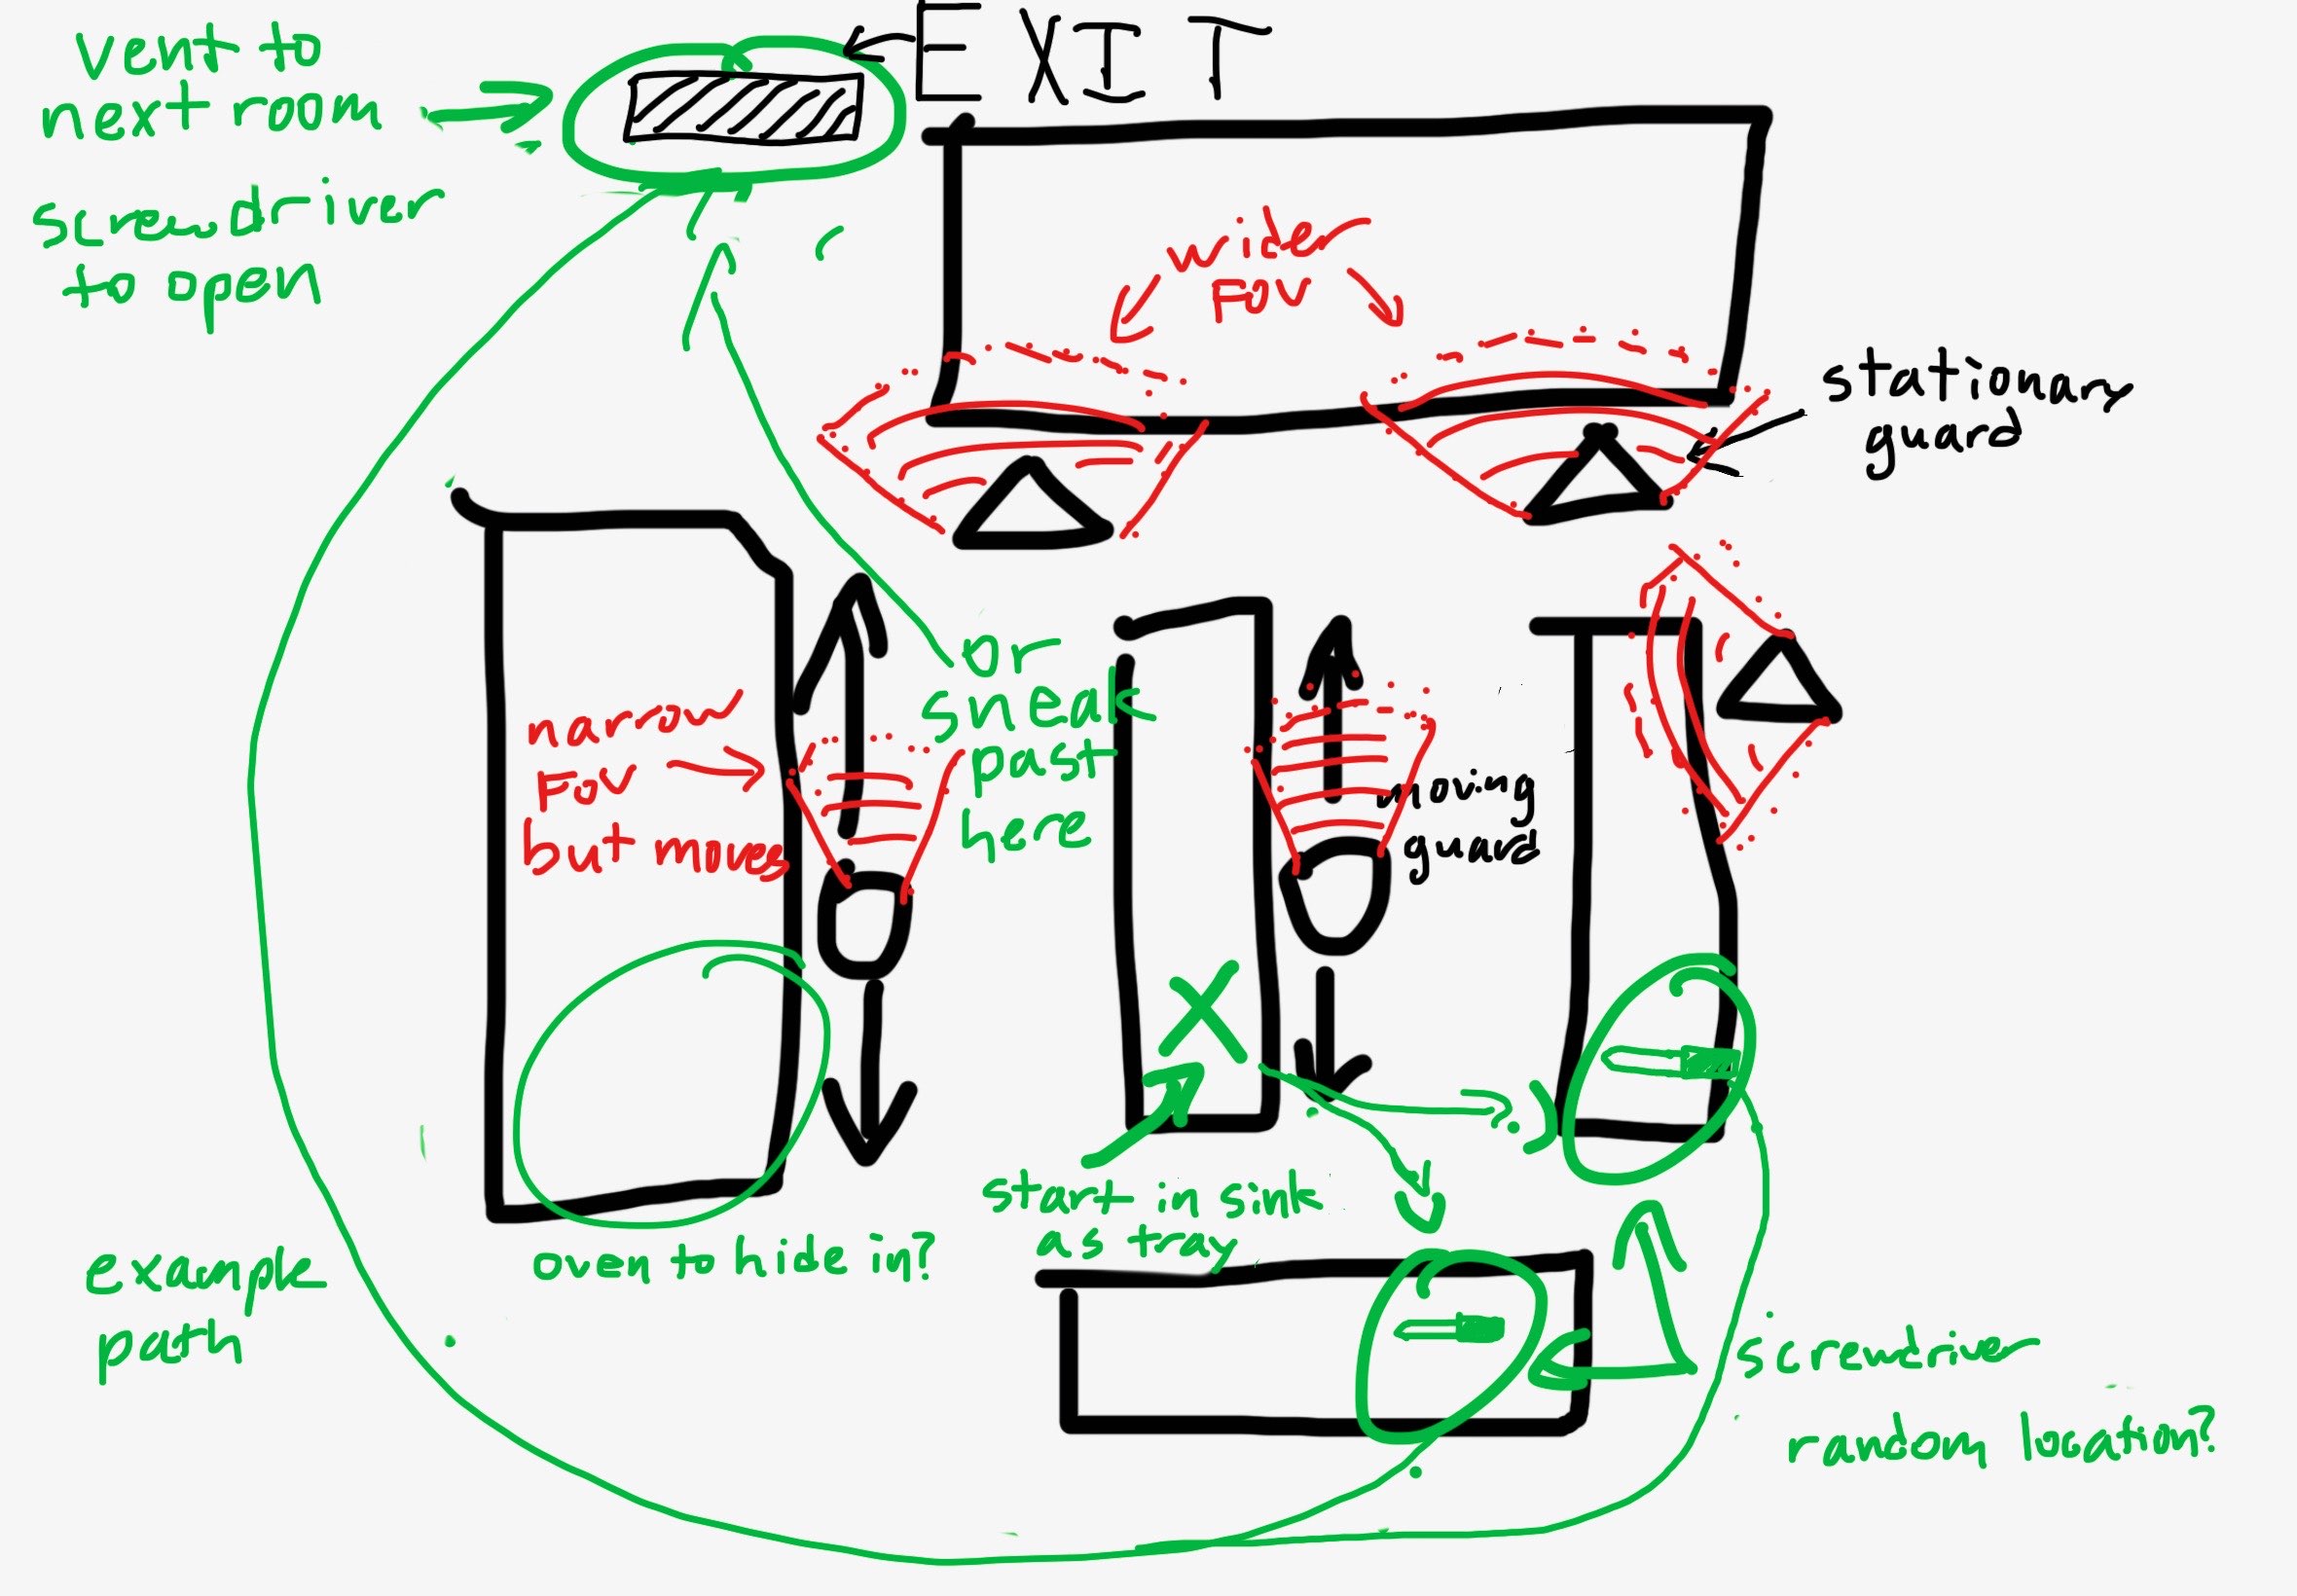 EXIT
vent to
next room
screwdriver
to open
wider
FOV
stationary
guard
or
sneak
past
here
narrow
FOV
but moves
moving
guard
start in sink
as tray
oven to hide in?
example
path
screwdriver
random location?